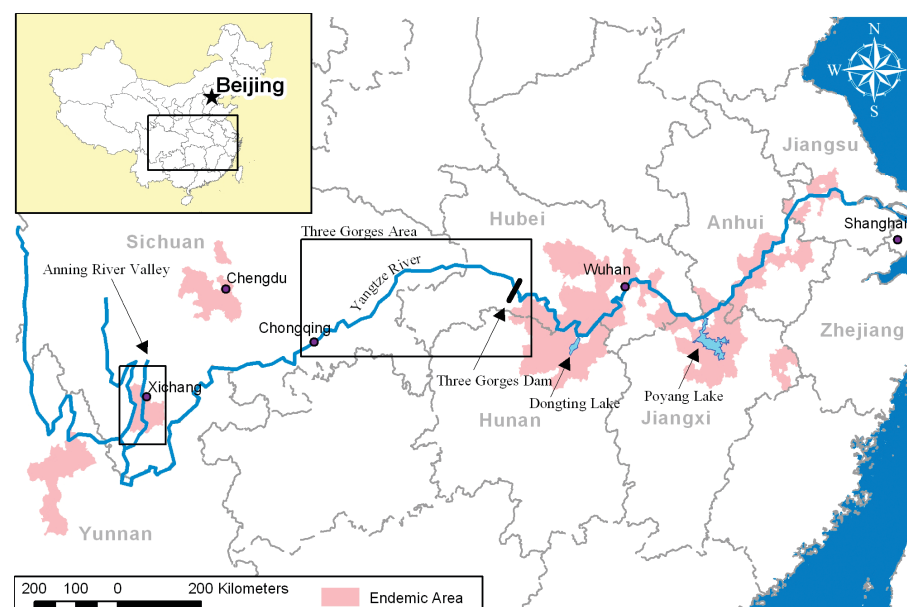 Beijing
N
W
E
S
Jiangsu
Hubei
Anhui
Shanghai
Three Gorges Area
Sichuan
Anning River Valley
Chengdu
Yangtze River
Wuhan
Chongqing
Zhejiang
Xichang
Three Gorges Dam
Dongting Lake
Poyang Lake
Hunan
Jiangxi
Yunnan
200 100 0 200 Kilometers
Endemic Area